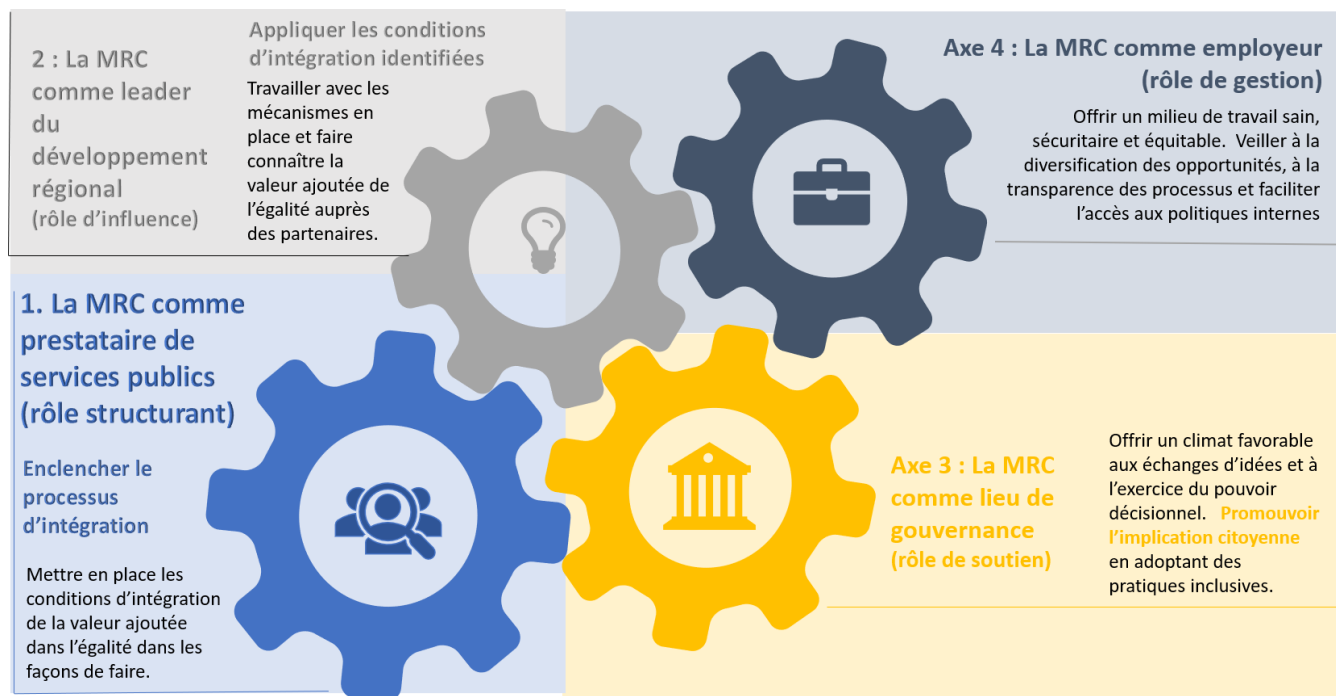 2 : La MRC
comme leader
du
développement
régional
(rôle d’influence)
Appliquer les conditions
d’intégration identifiées
Travailler avec les
mécanismes en
place et faire
connaître la
valeur ajoutée de
l’égalité auprès
des partenaires.
Axe 4 : La MRC comme employeur
(rôle de gestion)
Offrir un milieu de travail sain,
sécuritaire et équitable. Veiller à la
diversification des opportunités, à la
transparence des processus et faciliter
l’accès aux politiques internes
1. La MRC comme
prestataire de
services publics
(rôle structurant)
Enclencher le
processus
d’intégration
Mettre en place les
conditions d’intégration
de la valeur ajoutée
dans l’égalité dans les
façons de faire.
Axe 3 : La MRC
comme lieu de
gouvernance
(rôle de soutien)
Offrir un climat favorable
aux échanges d’idées et à
l’exercice du pouvoir
décisionnel. Promouvoir
l’implication citoyenne
en adoptant des
pratiques inclusives.